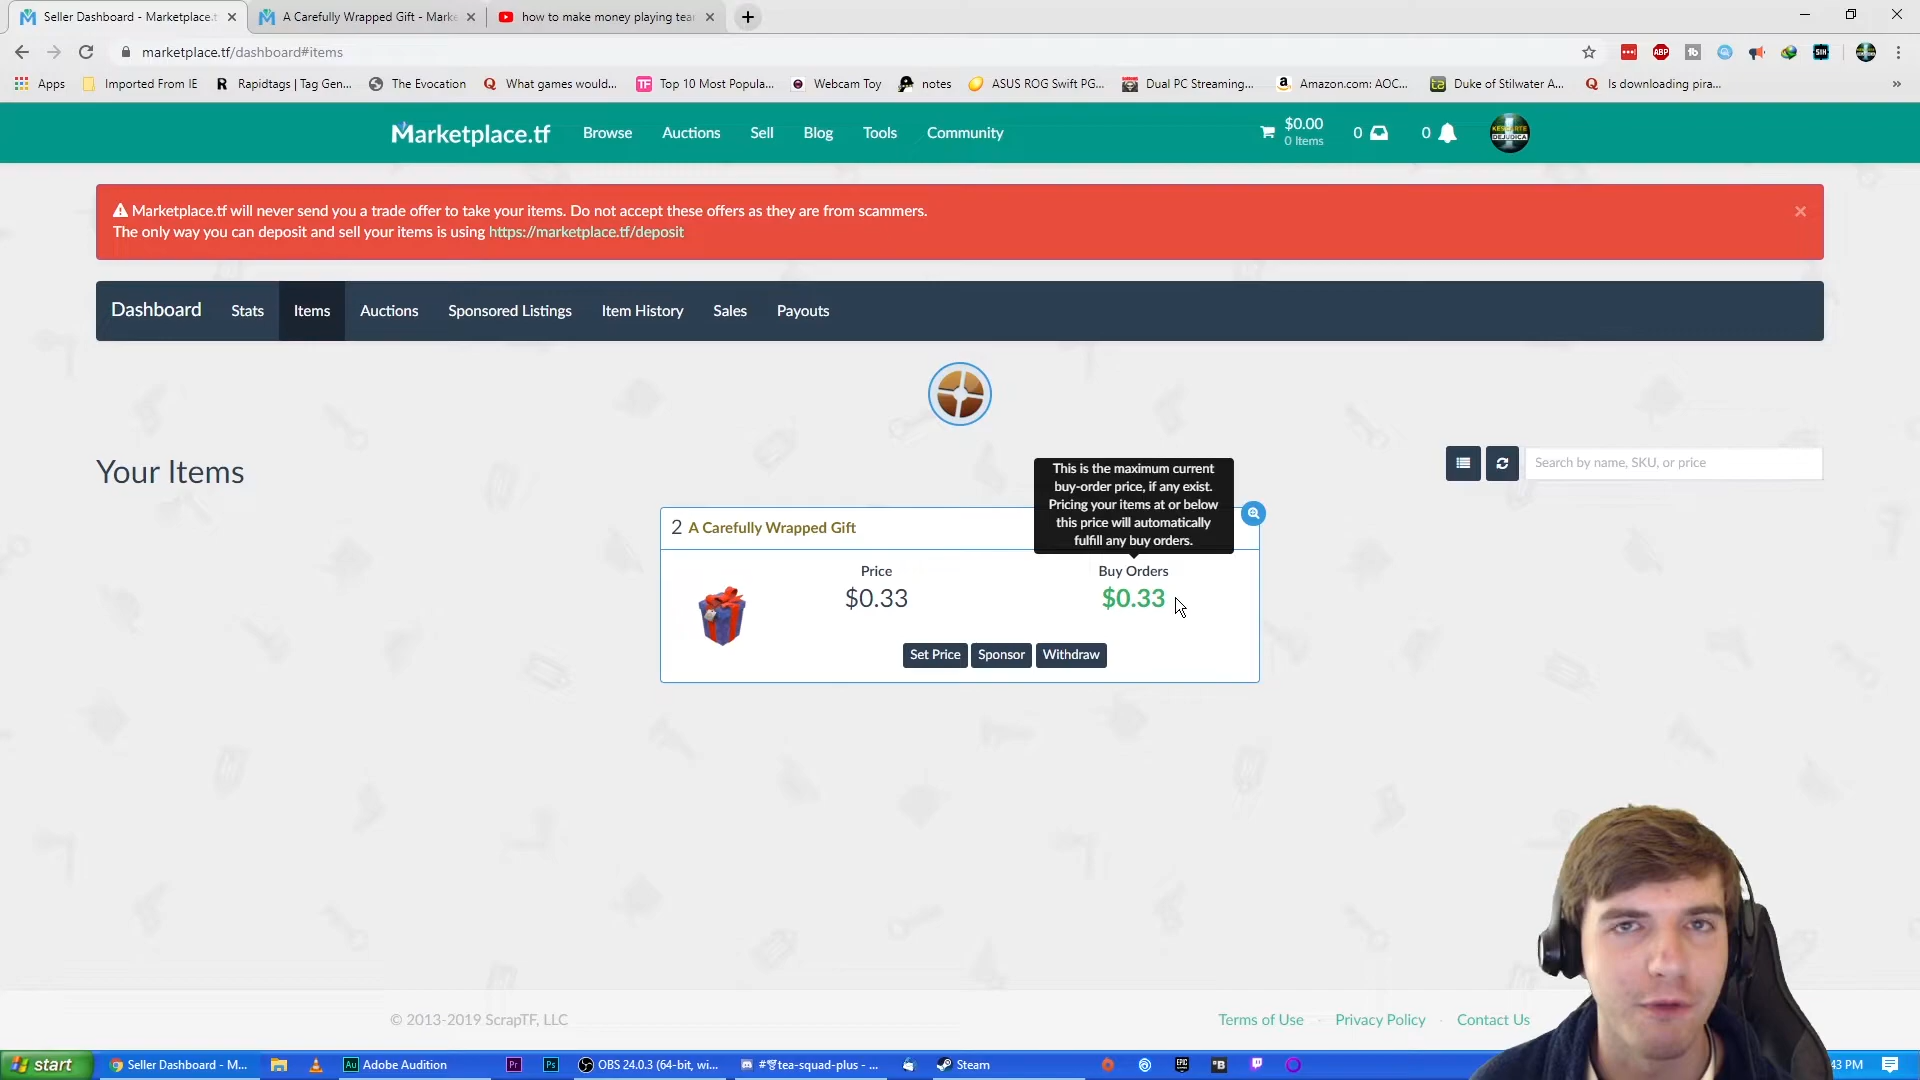 Seller Dashboard - Marketplace.t
A Carefully Wrapped Gift - Marke
how to make money playing tear
marketplace.tf/dashboard#items
Apps
Imported From IE
Rapidtags | Tag Gen...
The Evocation
What games would...
Top 10 Most Popula...
Webcam Toy
notes
ASUS ROG Swift PG...
Dual PC Streaming...
Amazon.com: AOC...
Duke of Stilwater A...
Is downloading pira...
Marketplace.tf
Browse
Auctions
Sell
Blog
Tools
Community
$0.00
0 Items
0
0
Marketplace.tf will never send you a trade offer to take your items. Do not accept these offers as they are from scammers.
The only way you can deposit and sell your items is using https://marketplace.tf/deposit
Dashboard
Stats
Items
Auctions
Sponsored Listings
Item History
Sales
Payouts
Your Items
Search by name, SKU, or price
This is the maximum current
buy-order price, if any exist.
Pricing your items at or below
this price will automatically
fulfill any buy orders.
2 A Carefully Wrapped Gift
Price
$0.33
Buy Orders
$0.33
Set Price
Sponsor
Withdraw
© 2013-2019 ScrapTF, LLC
Terms of Use
Privacy Policy
Contact Us
start
Seller Dashboard - M...
Adobe Audition
OBS 24.0.3 (64-bit, wi...
tea-squad-plus - ...
Steam
43 PM